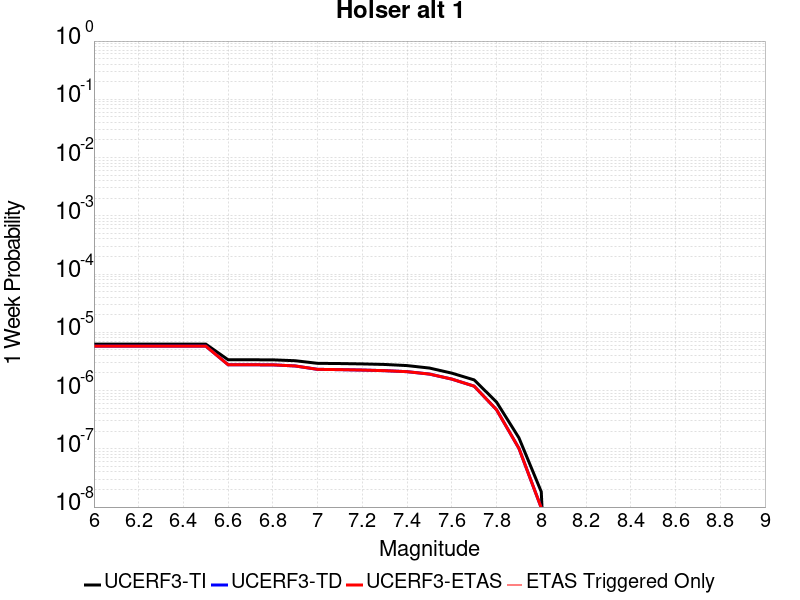 Holser alt 1
1 Week Probability
10^0
10^-1
10^-2
10^-3
10^-4
10^-5
10^-6
10^-7
10^-8
6 6.2 6.4 6.6 6.8 7 7.2 7.4 7.6 7.8 8 8.2 8.4 8.6 8.8 9
Magnitude
UCERF3-TI UCERF3-TD UCERF3-ETAS ETAS Triggered Only